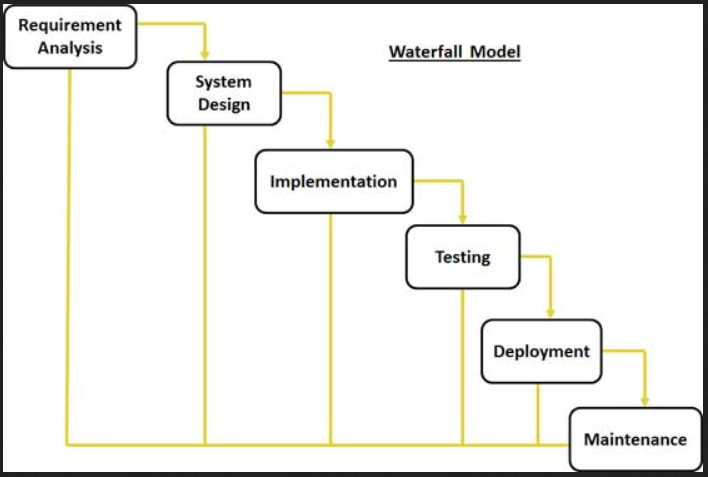 Requirement
Analysis
Waterfall Model
System
Design
Implementation
Testing
Deployment
Maintenance